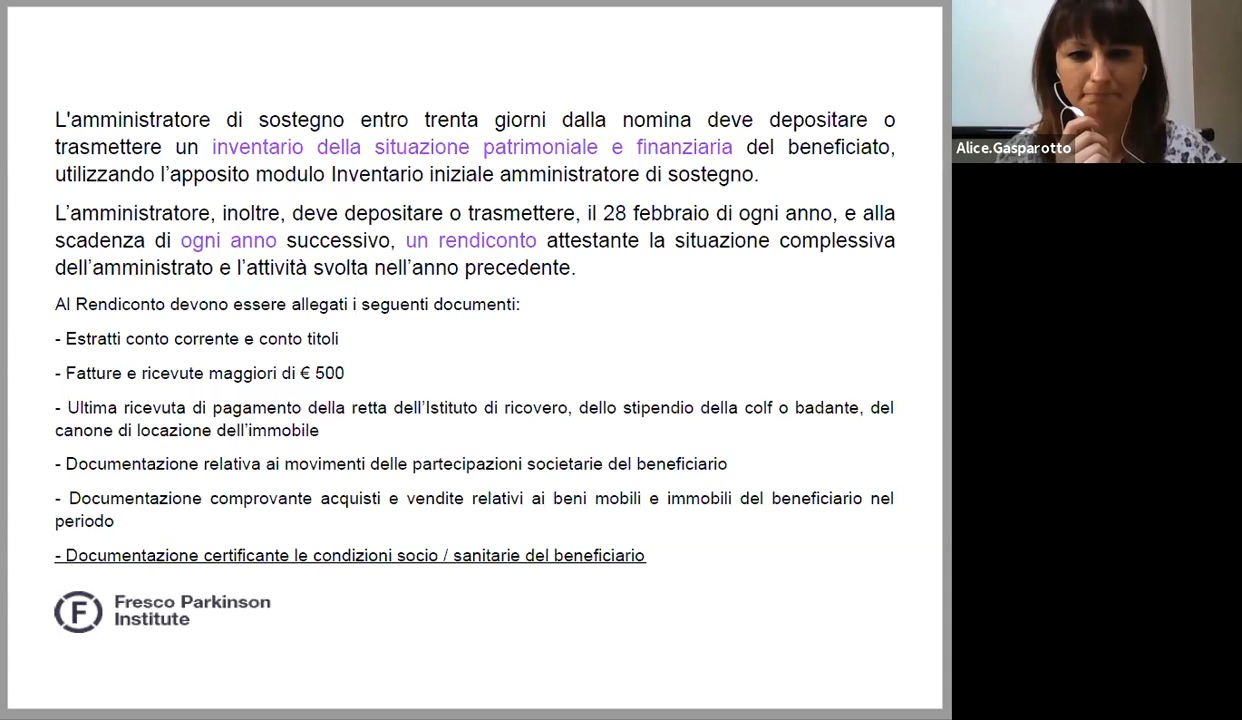 L'amministratore di sostegno entro trenta giorni dalla nomina deve depositare o
trasmettere un inventario della situazione patrimoniale e finanziaria del beneficiato,
utilizzando l’apposito modulo Inventario iniziale amministratore di sostegno.
L’amministratore, inoltre, deve depositare o trasmettere, il 28 febbraio di ogni anno, e alla
scadenza di ogni anno successivo, un rendiconto attestante la situazione complessiva
dell’amministrato e l’attività svolta nell’anno precedente.
Al Rendiconto devono essere allegati i seguenti documenti:
- Estratti conto corrente e conto titoli
- Fatture e ricevute maggiori di € 500
- Ultima ricevuta di pagamento della retta dell’Istituto di ricovero, dello stipendio della colf o badante, del
canone di locazione dell’immobile
- Documentazione relativa ai movimenti delle partecipazioni societarie del beneficiario
- Documentazione comprovante acquisti e vendite relativi ai beni mobili e immobili del beneficiario nel
periodo
- Documentazione certificante le condizioni socio / sanitarie del beneficiario
F Fresco Parkinson
Institute
Alice.Gasparotto